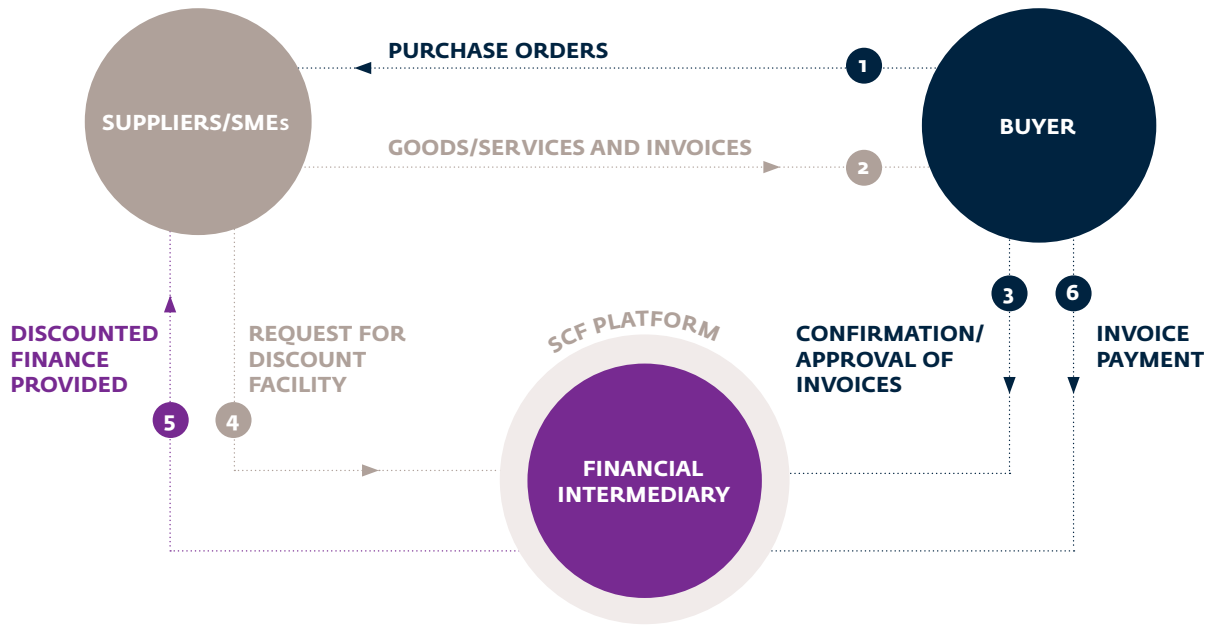 PURCHASE ORDERS
1
SUPPLIERS/SMEs
BUYER
GOODS/SERVICES AND INVOICES
2
3
6
DISCOUNTED
FINANCE
PROVIDED
REQUEST FOR
DISCOUNT
FACILITY
SCF PLATFORM
CONFIRMATION/
APPROVAL OF
INVOICES
INVOICE
PAYMENT
5
4
FINANCIAL
INTERMEDIARY